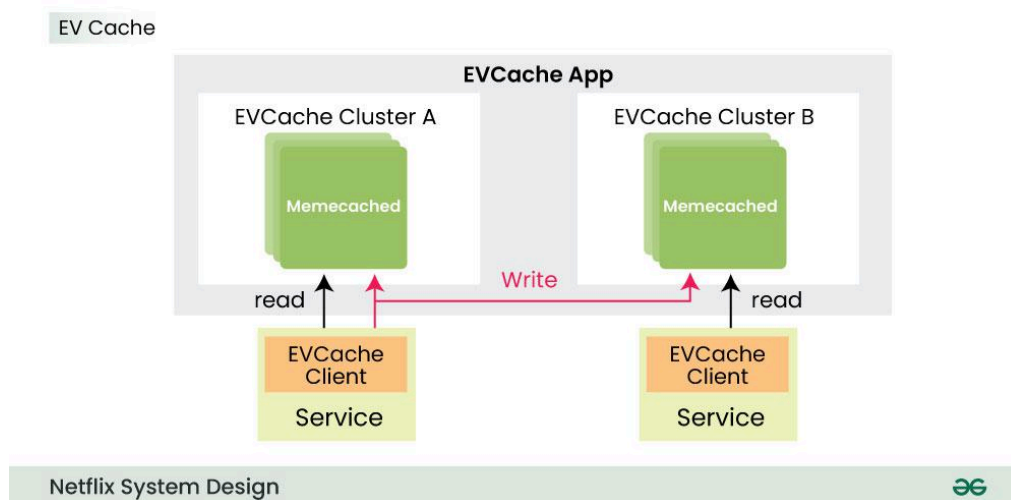 EV Cache
EVCache App
EVCache Cluster A
EVCache Cluster B
Memecached
Memecached
Write
read
read
EVCache
Client
Service
EVCache
Client
Service
Netflix System Design